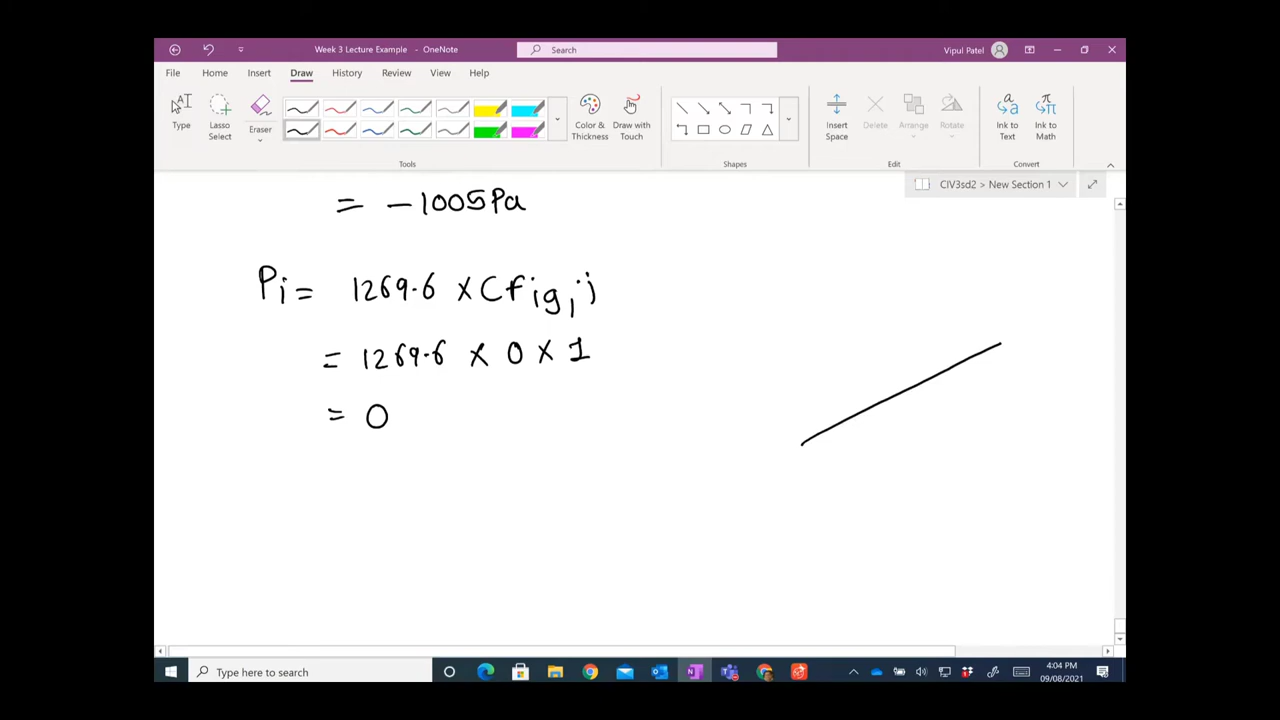 Week 3 Lecture Example - OneNote
Search
Vipul Patel
File Home Insert Draw History Review View Help
Type
Lasso Select
Eraser
Color & Thickness
Draw with Touch
Insert Space
Delete
Arrange
Rotate
Ink to Text
Ink to Math
Tools
Shapes
Edit
Convert
CIV3sd2 > New Section 1
= -1005Pa
Pi = 1269.6 x Cfig,i
= 1269.6 x 0 x 1
= 0
Type here to search
4:04 PM
09/08/2021